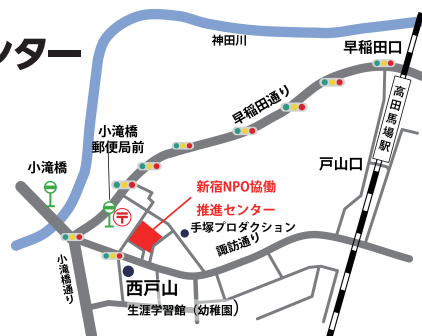 ンター
神田川
早稲田口
早稲田通り
高田馬場駅
小滝橋
郵便局前
小滝橋
戸山口
新宿NPO協働
推進センター
手塚プロダクション
諏訪通り
小滝橋通り
西戸山
生涯学習館（幼稚園）